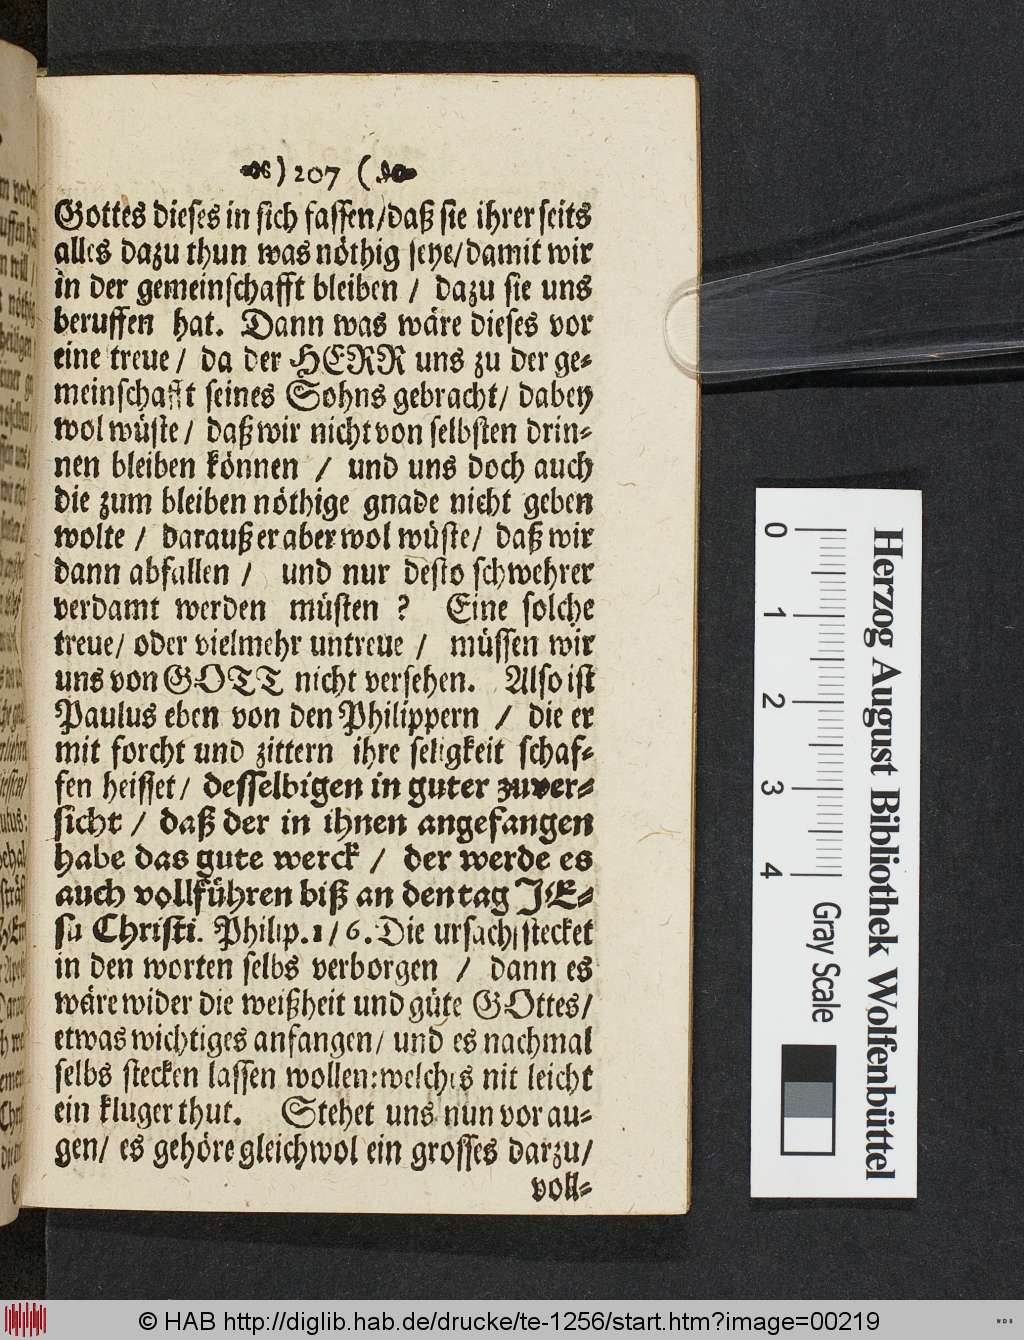 ) 207 (
Gottes dieses in sich fassen/daß sie ihrer seits
alles dazu thun was nöthig seye/damit wir
in der gemeinschafft bleiben / dazu sie uns
beruffen hat. Dann was wäre dieses vor
eine treue / da der HERR uns zu der ge-
meinschafft seines Sohns gebracht/ dabey
wol wüste / daß wir nicht von selbsten drin-
nen bleiben können / und uns doch auch
die zum bleiben nöthige gnade nicht geben
wolte / darauß er aber wol wüste/ daß wir
dann abfallen / und nur desto schwehrer
verdamt werden müsten ? Eine solche
treue/ oder vielmehr untreue / müssen wir
uns von GOTT nicht versehen. Also ist
Paulus eben von den Philippern / die er
mit forcht und zittern ihre seligkeit schaf-
fen heisset/ desselbigen in guter zuver-
sicht / daß der in ihnen angefangen
habe das gute werck / der werde es
auch vollführen biß an den tag JE-
su Christi. Philip. 1 / 6. Die ursach stecket
in den worten selbs verborgen / dann es
wäre wider die weißheit und güte GOttes/
etwas wichtiges anfangen/ und es nachmal
selbs stecken lassen wollen: welches nit leicht
ein kluger thut. Stehet uns nun vor au-
gen/ es gehöre gleichwol ein grosses darzu/
voll-
0 1 2 3 4
Herzog August Bibliothek Wolfenbüttel
Gray Scale
© HAB http://diglib.hab.de/drucke/te-1256/start.htm?image=00219